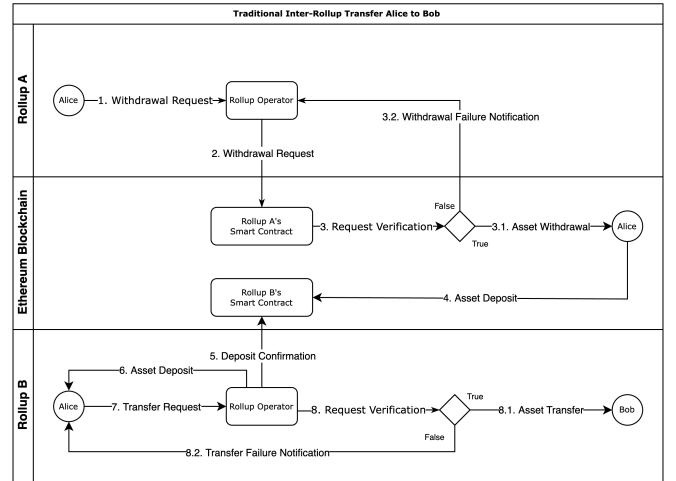 Traditional Inter-Rollup Transfer Alice to Bob
Rollup A
Alice
1. Withdrawal Request
Rollup Operator
3.2. Withdrawal Failure Notification
2. Withdrawal Request
Ethereum Blockchain
False
Rollup A's
Smart Contract
3. Request Verification
3.1. Asset Withdrawal
Alice
True
Rollup B's
Smart Contract
4. Asset Deposit
Rollup B
5. Deposit Confirmation
6. Asset Deposit
True
Alice
7. Transfer Request
Rollup Operator
8. Request Verification
8.1. Asset Transfer
Bob
False
8.2. Transfer Failure Notification